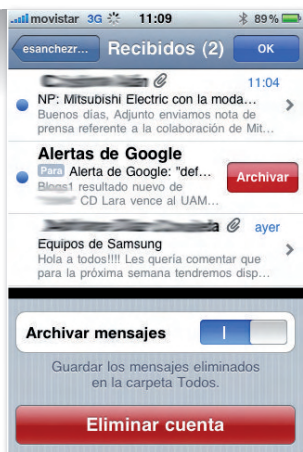 movistar 3G 11:09 89%
esanchezr... Recibidos (2) OK
11:04
NP: Mitsubishi Electric con la moda...
Buenos días, Adjunto enviamos nota de
prensa referente a la colaboración de Mit...
Alertas de Google
Para Alerta de Google: "def...
Blogs1 resultado nuevo de
CD Lara vence al UAM...
Archivar
ayer
Equipos de Samsung
Hola a todos!!!! Les quería comentar que
para la próxima semana tendremos disp...
Archivar mensajes
Guardar los mensajes eliminados
en la carpeta Todos.
Eliminar cuenta